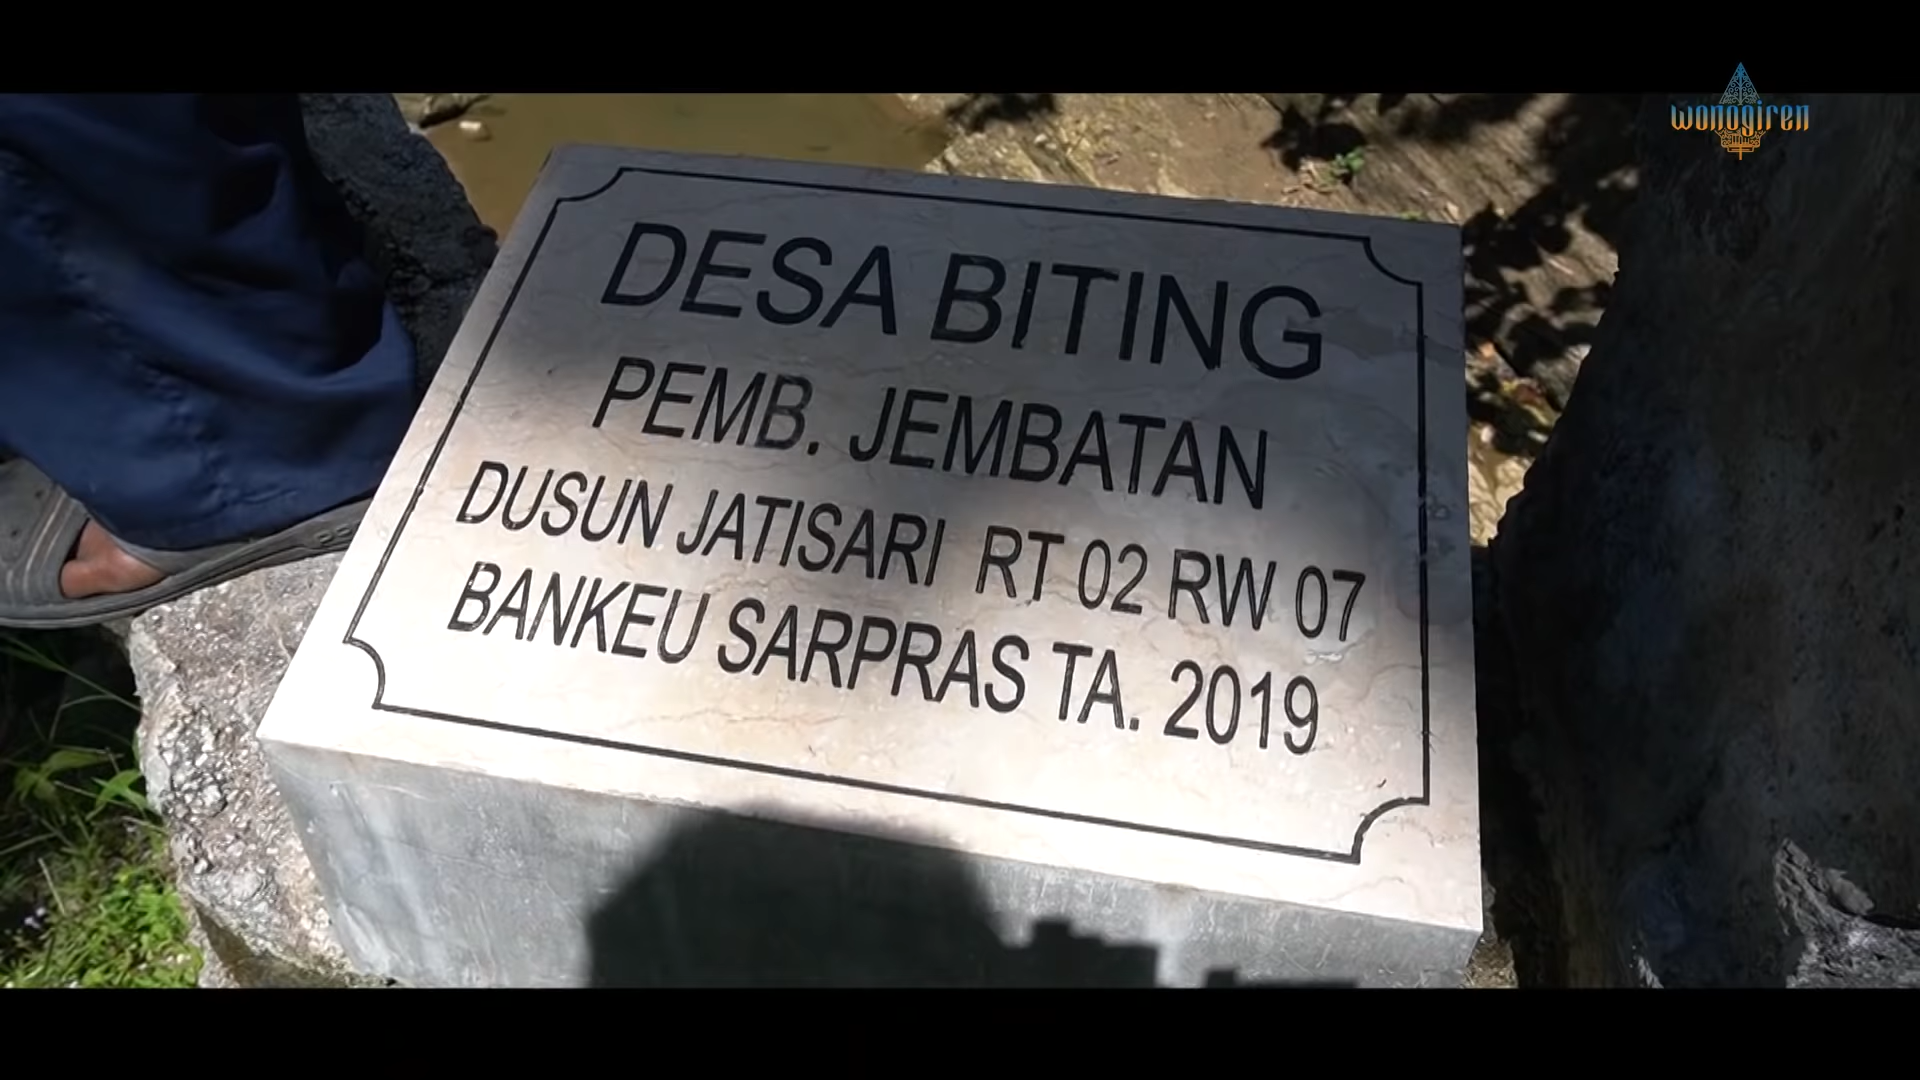 wonogiren
DESA BITING
PEMB. JEMBATAN
DUSUN JATISARI RT 02 RW 07
BANKEU SARPRAS TA. 2019